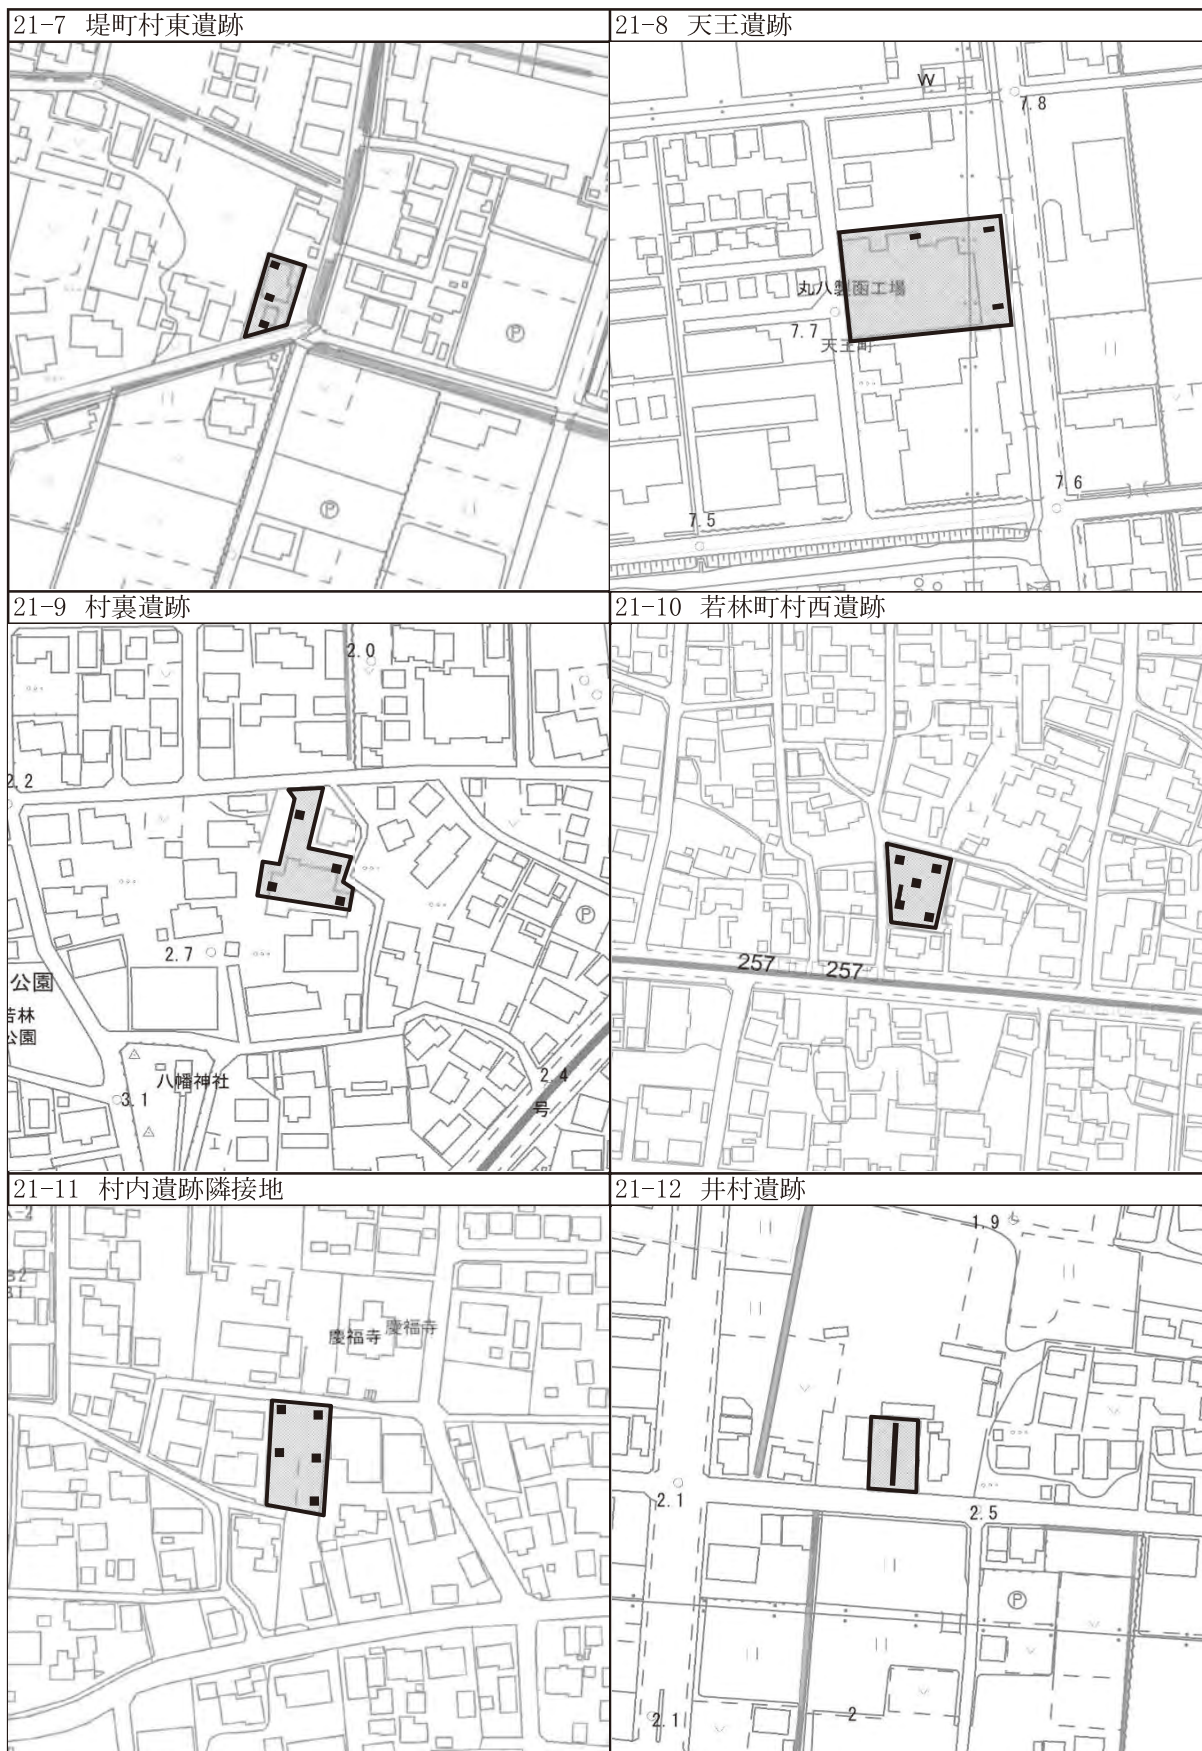 21-7 堤町村東遺跡
P
P
21-8 天王遺跡
W
7.8
丸八製函工場
7.7
天王町
7.6
7.5
21-9 村裏遺跡
2.0
2.2
P
2.7
公園
若林
公園
八幡神社
3.1
2.4
号
21-10 若林町村西遺跡
257 257
21-11 村内遺跡隣接地
慶福寺 慶福寺
21-12 井村遺跡
1.9
2.1
2.5
P
2.1
2